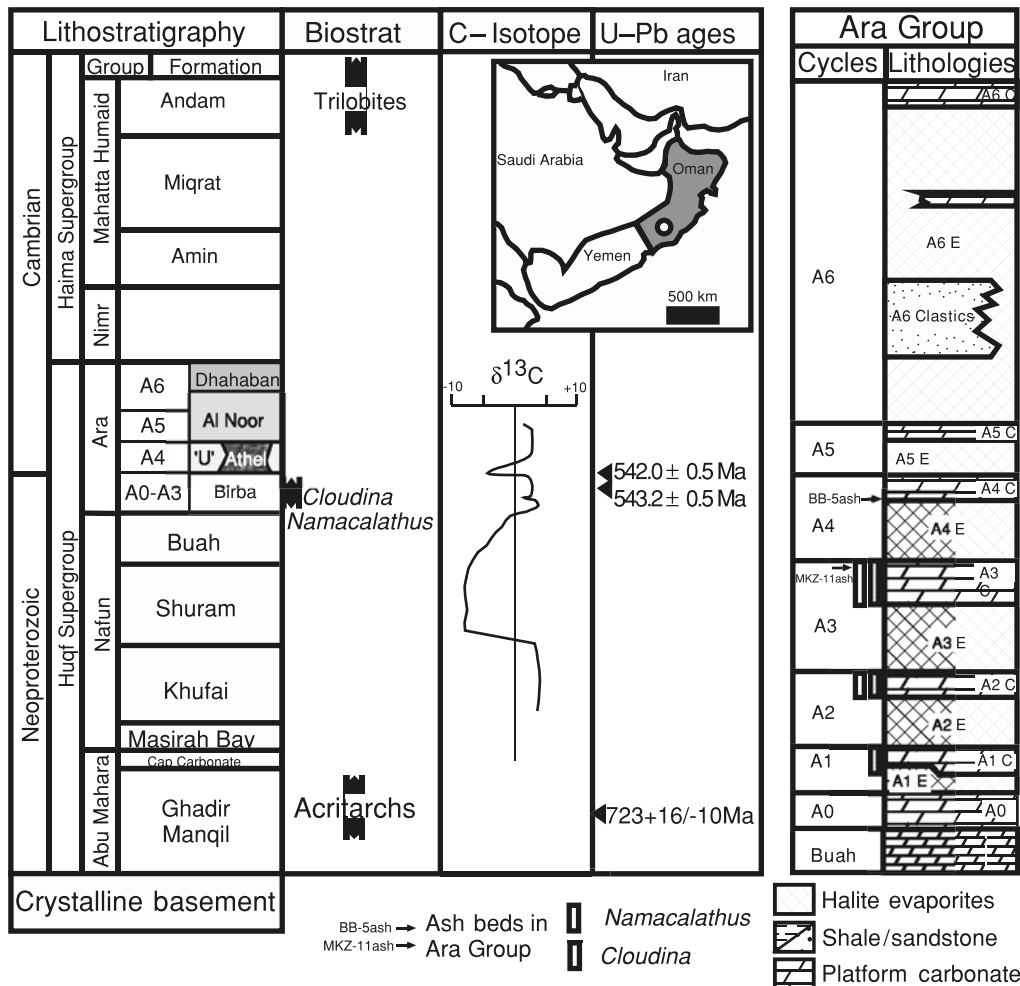 Lithostratigraphy
Biostrat
C–Isotope
U–Pb ages
Group
Formation
Cambrian
Neoproterozoic
Haima Supergroup
Huqf Supergroup
Mahatta Humaid
Nimr
Ara
Nafun
Abu Mahara
Andam
Miqrat
Amin
A6
A5
A4
A0-A3
Dhahaban
Al Noor
'U'
Athel
Birba
Buah
Shuram
Khufai
Masirah Bay
Cap Carbonate
Ghadir
Manqil
Crystalline basement
Trilobites
Cloudina
Namacalathus
Acritarchs
δ13C
-10
+10
542.0 ± 0.5 Ma
543.2 ± 0.5 Ma
723+16/-10Ma
Iran
Saudi Arabia
Oman
Yemen
500 km
Ara Group
Cycles
Lithologies
A6 C
A6
A6 E
A6 Clastics
A5
A5 C
A5 E
A4 C
BB-5ash
A4
A4 E
MKZ-11ash
A3
C
A3
A3 E
A2 C
A2
A2 E
A1
A1 C
A1 E
A0
A0
Buah
BB-5ash
MKZ-11ash
Ash beds in
Ara Group
Namacalathus
Cloudina
Halite evaporites
Shale/sandstone
Platform carbonate